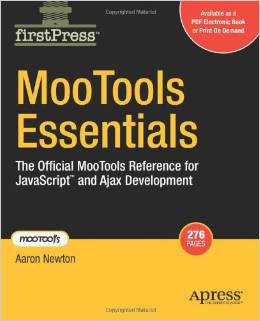 firstPress™
Available as a
PDF Electronic Book
or Print On Demand
MooTools
Essentials
The Official MooTools Reference for
JavaScript™ and Ajax Development
mootools
276
PAGES
Aaron Newton
Apress®